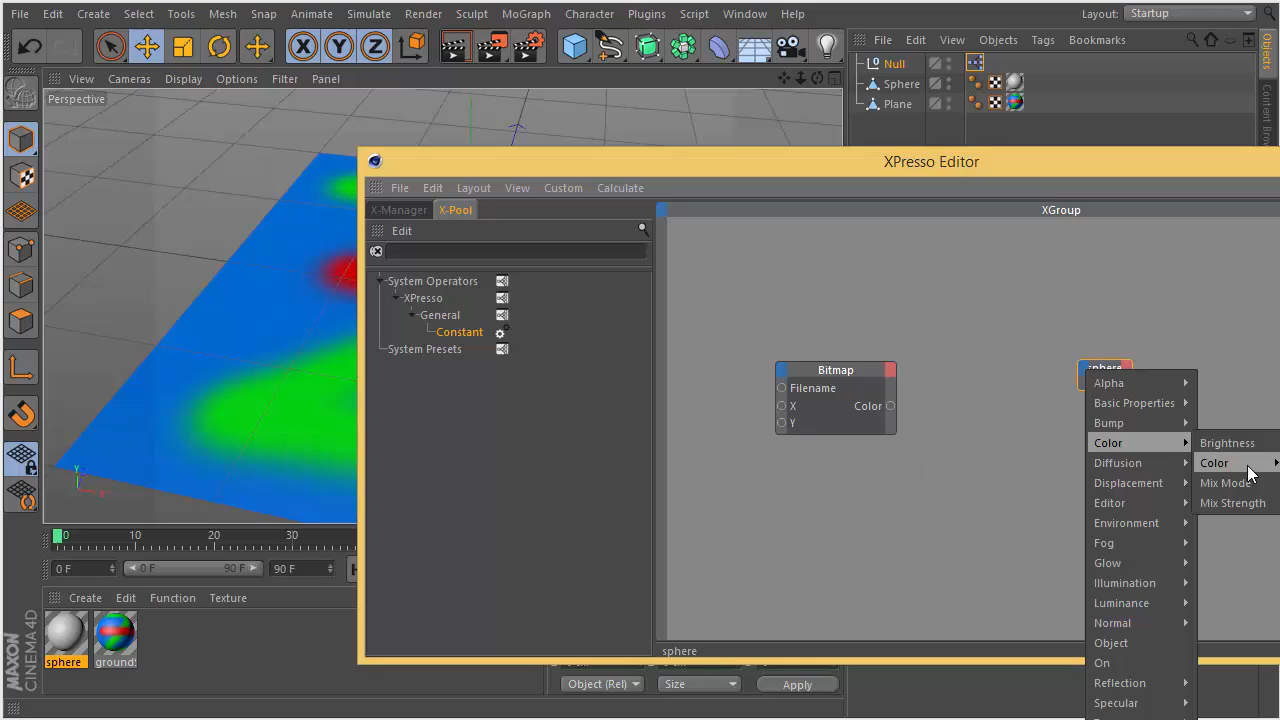 File Edit Create Select Tools Mesh Snap Animate Simulate Render Sculpt MoGraph Character Plugins Script Window Help Layout: Startup
X Y Z
File Edit View Objects Tags Bookmarks
Null
Sphere
Plane
Objects
Content
View Cameras Display Options Filter Panel
Perspective
XPresso Editor
File Edit Layout View Custom Calculate
X-Manager X-Pool
XGroup
Edit
System Operators
XPresso
General
Constant
System Presets
Bitmap
Filename
X Color
Y
sphere
Alpha
Basic Properties
Bump
Color
Diffusion
Displacement
Editor
Environment
Fog
Glow
Illumination
Luminance
Normal
Object
On
Reflection
Specular
Brightness
Color
Mix Mode
Mix Strength
Y
X
0 10 20 30
0 F 0 F 90 F 90 F
Create Edit Function Texture
sphere ground
sphere
Object (Rel) Size Apply
MAXON
CINEMA 4D